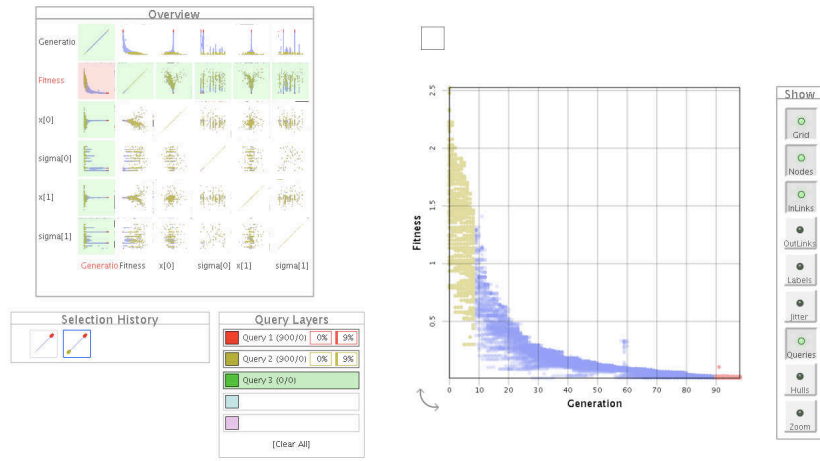 Overview
Generatio
Fitness
x[0]
sigma[0]
x[1]
sigma[1]
Generatio Fitness x[0] sigma[0] x[1] sigma[1]
Selection History
Query Layers
Query 1 (900/0) 0% 9%
Query 2 (900/0) 0% 9%
Query 3 (0/0)
[Clear All]
2.5
2
1.5
1
0.5
Fitness
0 10 20 30 40 50 60 70 80 90
Generation
Show
Grid
Nodes
InLinks
OutLinks
Labels
Jitter
Queries
Hulls
Zoom